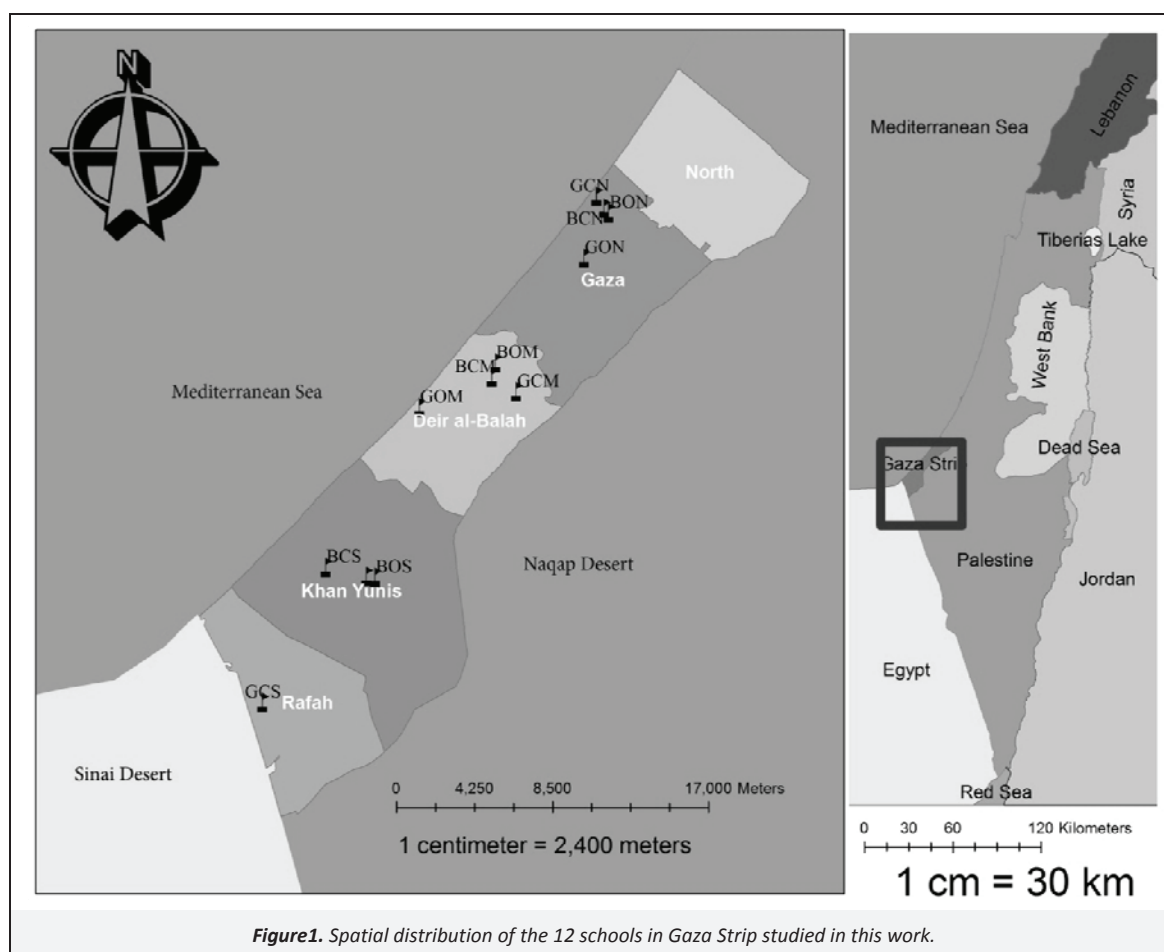 N
North
GCN
BON
BCN
GON
Gaza
BOM
BCM
GCM
GOM
Deir al-Balah
Mediterranean Sea
BCS
BOS
Khan Yunis
Naqap Desert
GCS
Rafah
Sinai Desert
0 4,250 8,500 17,000 Meters
1 centimeter = 2,400 meters
Mediterranean Sea
Lebanon
Syria
Tiberias Lake
West Bank
Dead Sea
Gaza Strip
Palestine
Jordan
Egypt
Red Sea
0 30 60 120 Kilometers
1 cm = 30 km
Figure1. Spatial distribution of the 12 schools in Gaza Strip studied in this work.